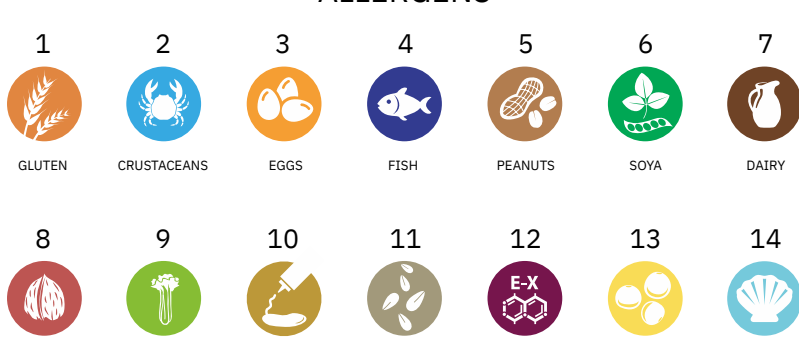 ALLERGENS
1 2 3 4 5 6 7
GLUTEN CRUSTACEANS EGGS FISH PEANUTS SOYA DAIRY
8 9 10 11 12 13 14
E-X